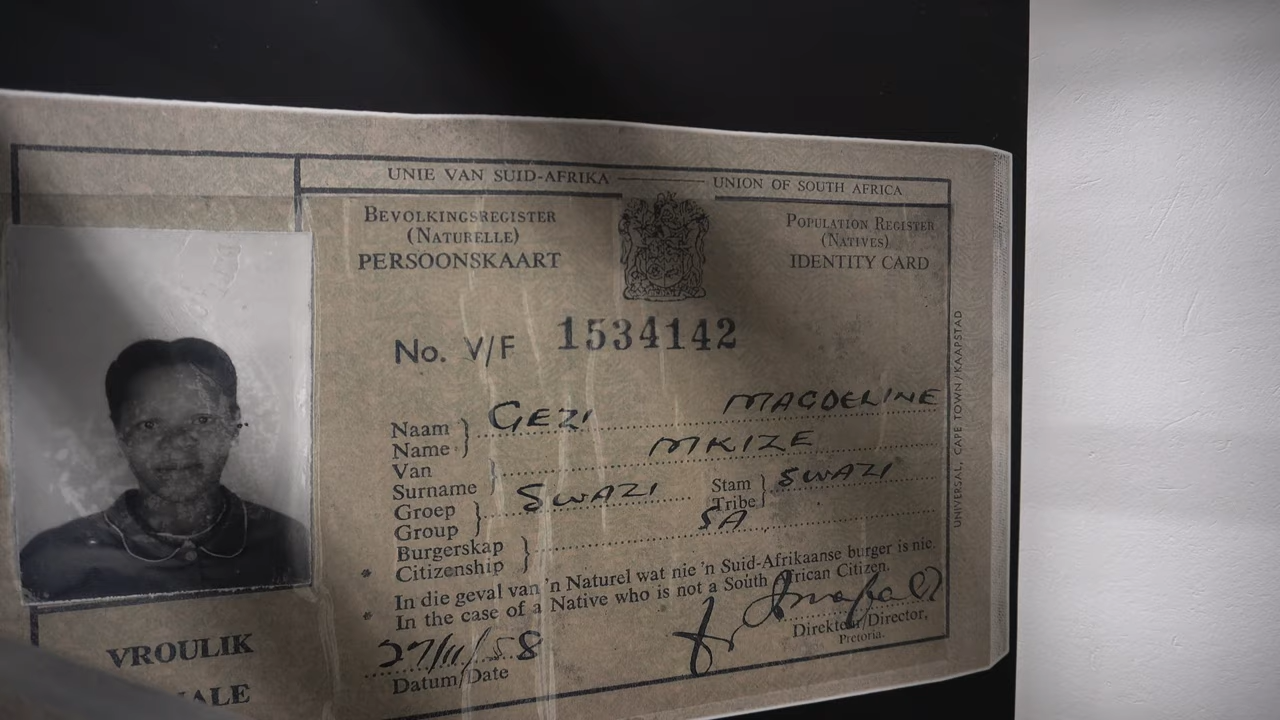 UNIE VAN SUID-AFRIKA UNION OF SOUTH AFRICA
BEVOLKINGSREGISTER
(NATURELLE)
PERSOONSKAART
POPULATION REGISTER
(NATIVES)
IDENTITY CARD
No. V/F 1534142
Naam
Name
GEZI MAGDELINE
Van
Surname
MKIZE
Groep
Group
SWAZI
Stam
Tribe
SWAZI
Burgerskap
* Citizenship
SA
In die geval van 'n Naturel wat nie 'n Suid-Afrikaanse burger is nie.
* In the case of a Native who is not a South African Citizen.
27/11/58
Datum/Date
Direkteur/Director,
Pretoria.
VROULIK
UNIVERSAL, CAPE TOWN/KAAPSTAD